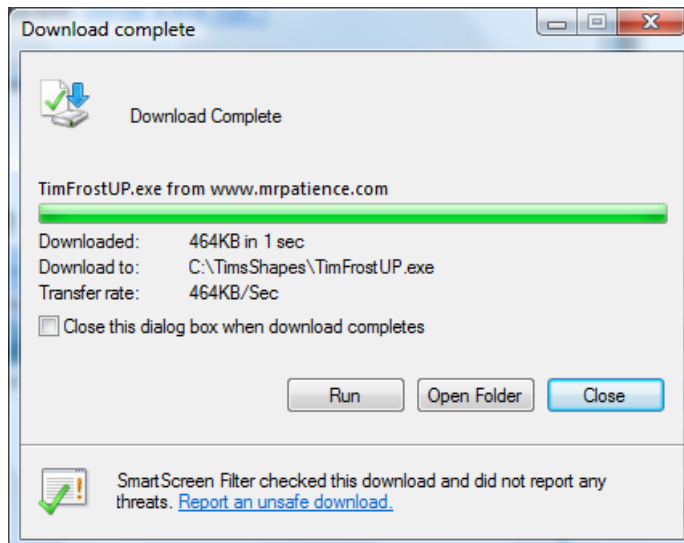 Download complete
Download Complete
TimFrostUP.exe from www.mrpatience.com
Downloaded: 464KB in 1 sec
Download to: C:\TimsShapes\TimFrostUP.exe
Transfer rate: 464KB/Sec
Close this dialog box when download completes
Run Open Folder Close
SmartScreen Filter checked this download and did not report any
threats. Report an unsafe download.